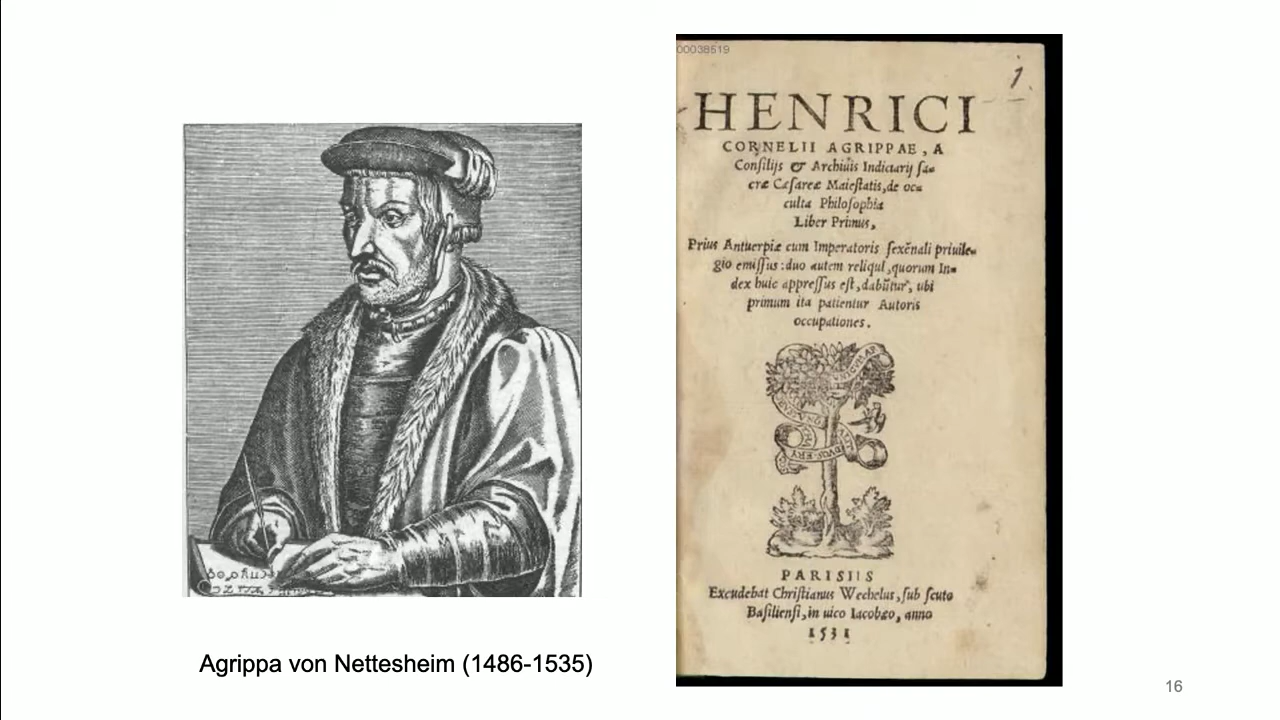 00038519
1
HENRICI
CORNELII AGRIPPAE, A
Consilijs & Archiuis Indiciarij sa=
cræ Cæsareæ Maiestatis, de oc=
culta Philosophia
Liber Primus,
Prius Antuerpiæ cum Imperatoris sexēnali priuile=
gio emissus: duo autem reliqui, quorum In=
dex huic appressus est, dabūtur, ubi
primum ita patientur Autoris
occupationes.
PARISIIS
Excudebat Christianus Wechelus, sub scuto
Basiliensi, in uico Iacobæo, anno
1531
Agrippa von Nettesheim (1486-1535)
16